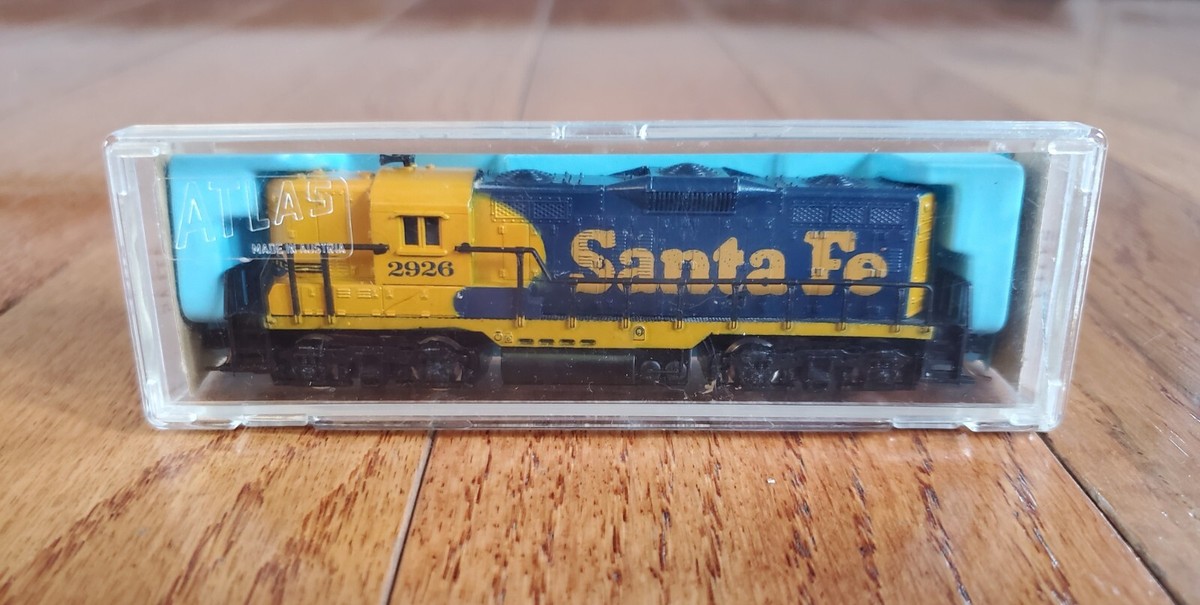 ATLAS
MADE IN AUSTRIA
2926
Santa Fe